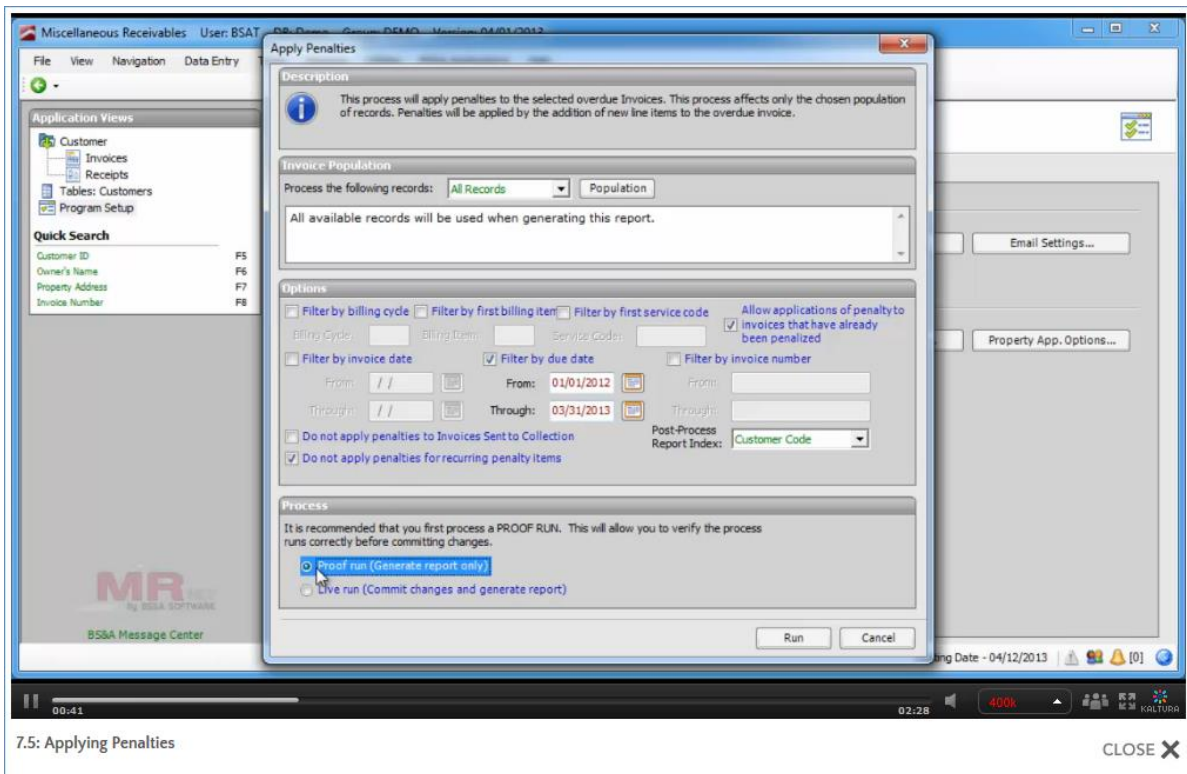 Miscellaneous Receivables User: BSAT DB: Demo Group: DEMO Version: 04/01/2013
File View Navigation Data Entry
Application Views
Customer
Invoices
Receipts
Tables: Customers
Program Setup
Quick Search
Customer ID F5
Owner's Name F6
Property Address F7
Invoice Number F8
MR.NET
By BS&A SOFTWARE
BS&A Message Center
Apply Penalties
Description
This process will apply penalties to the selected overdue Invoices. This process affects only the chosen population
of records. Penalties will be applied by the addition of new line items to the overdue invoice.
Invoice Population
Process the following records: All Records Population
All available records will be used when generating this report.
Options
Filter by billing cycle Filter by first billing item Filter by first service code
Allow applications of penalty to
invoices that have already
been penalized
Billing Cycle: Billing Item: Service Code:
Filter by invoice date Filter by due date Filter by invoice number
From: / / From: 01/01/2012 From:
Through: / / Through: 03/31/2013 Through:
Do not apply penalties to Invoices Sent to Collection
Post-Process
Report Index: Customer Code
Do not apply penalties for recurring penalty items
Process
It is recommended that you first process a PROOF RUN. This will allow you to verify the process
runs correctly before committing changes.
Proof run (Generate report only)
Live run (Commit changes and generate report)
Run Cancel
Email Settings...
Property App. Options...
ting Date - 04/12/2013 [0]
00:41 02:28 400k KALTURA
7.5: Applying Penalties
CLOSE X